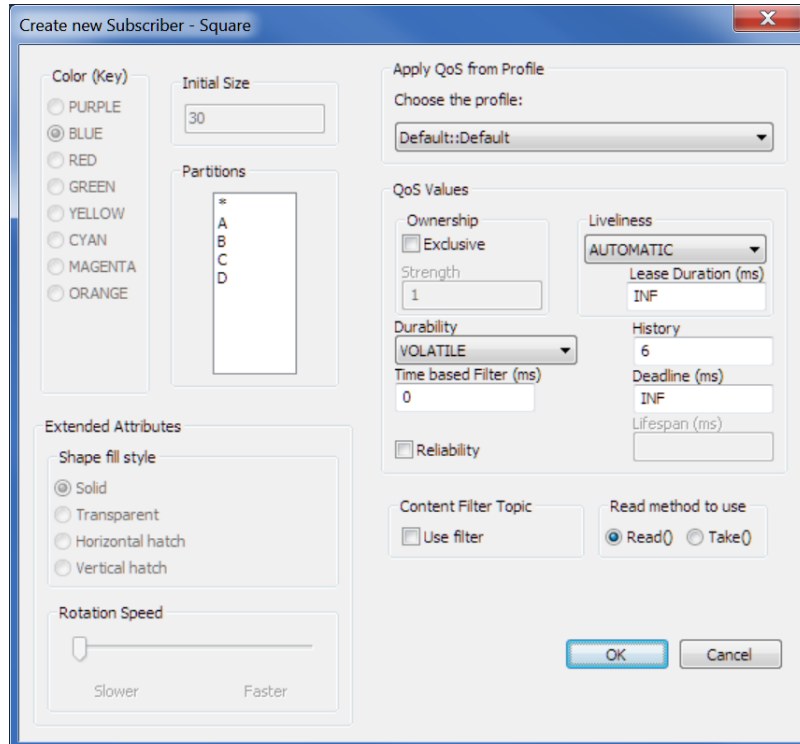 Create new Subscriber - Square
Color (Key)
PURPLE
BLUE
RED
GREEN
YELLOW
CYAN
MAGENTA
ORANGE
Initial Size
30
Partitions
*
A
B
C
D
Apply QoS from Profile
Choose the profile:
Default::Default
QoS Values
Ownership
Exclusive
Strength
1
Liveliness
AUTOMATIC
Lease Duration (ms)
INF
Durability
VOLATILE
History
6
Time based Filter (ms)
0
Deadline (ms)
INF
Lifespan (ms)
Reliability
Extended Attributes
Shape fill style
Solid
Transparent
Horizontal hatch
Vertical hatch
Rotation Speed
Slower Faster
Content Filter Topic
Use filter
Read method to use
Read() Take()
OK Cancel